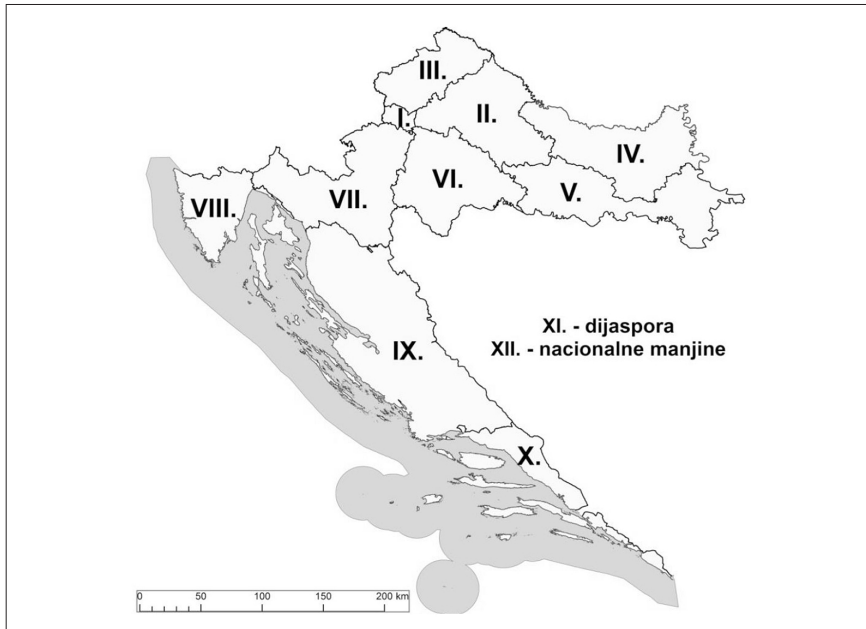 III.
I.
II.
IV.
VI.
V.
VII.
VIII.
XI. - dijaspora
XII. - nacionalne manjine
IX.
X.
0 50 100 150 200 km